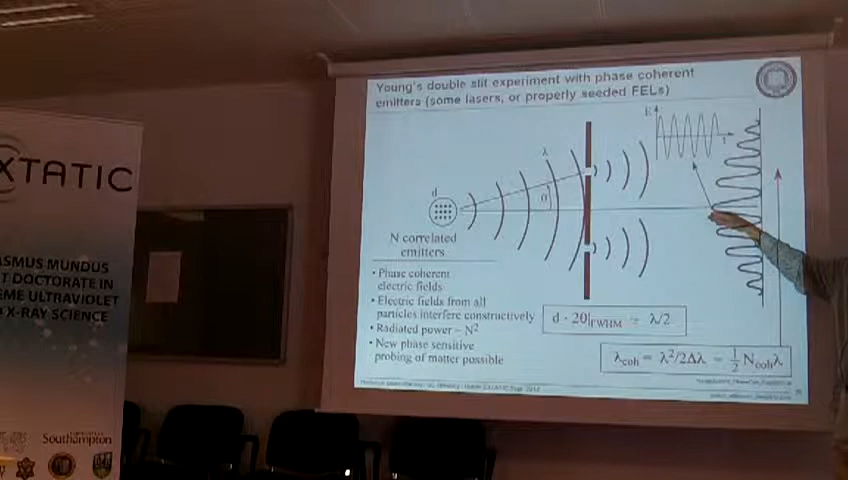 XTATIC
ASMUS MUNDUS
T DOCTORATE IN
EME ULTRAVIOLET
X-RAY SCIENCE
Southampton
Young's double slit experiment with phase coherent
emitters (some lasers, or properly seeded FELs)
E
t
λ
d
θ
N correlated
emitters
• Phase coherent
electric fields
• Electric fields from all
particles interfere constructively
• Radiated power ~ N²
• New phase sensitive
probing of matter possible
d · 2θ|FWHM ≃ λ/2
λcoh = λ²/2Δλ = ½ Ncohλ